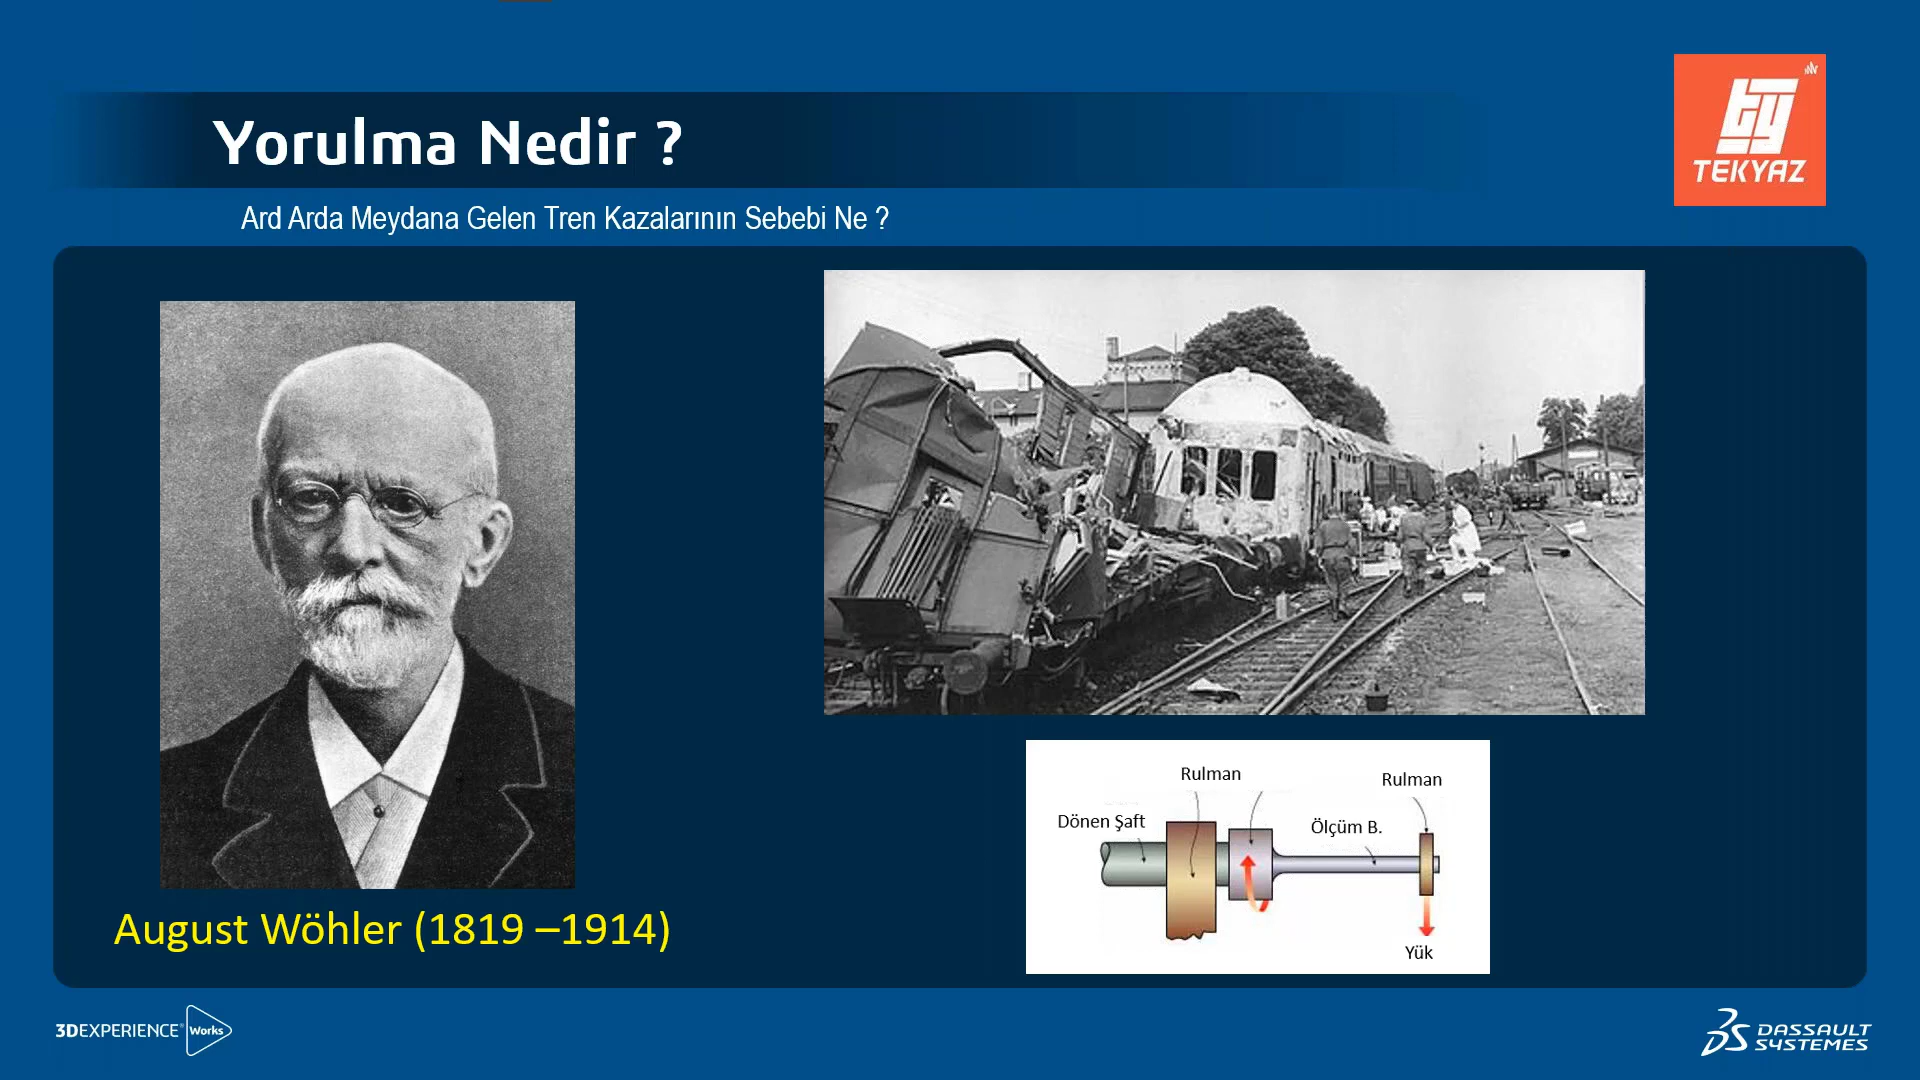 TEKYAZ
Yorulma Nedir ?
Ard Arda Meydana Gelen Tren Kazalarının Sebebi Ne ?
Rulman
Rulman
Dönen Şaft
Ölçüm B.
Yük
August Wöhler (1819 –1914)
3DEXPERIENCE® Works
DASSAULT
SYSTEMES